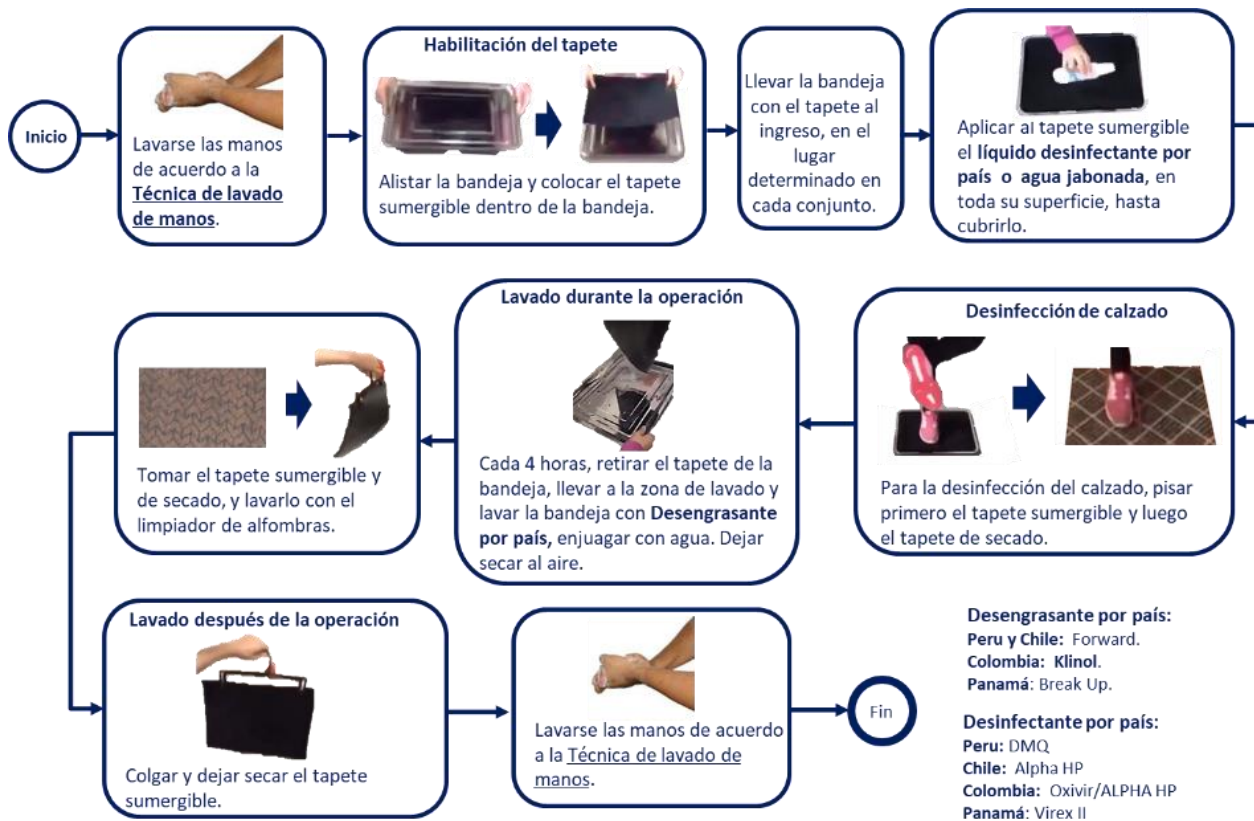 Inicio
Lavarse las manos
de acuerdo a la
Técnica de lavado
de manos.
Habilitación del tapete
Alistar la bandeja y colocar el tapete
sumergible dentro de la bandeja.
Llevar la bandeja
con el tapete al
ingreso, en el
lugar
determinado en
cada conjunto.
Aplicar al tapete sumergible
el líquido desinfectante por
país o agua jabonada, en
toda su superficie, hasta
cubrirlo.
Desinfección de calzado
Para la desinfección del calzado, pisar
primero el tapete sumergible y luego
el tapete de secado.
Lavado durante la operación
Cada 4 horas, retirar el tapete de la
bandeja, llevar a la zona de lavado y
lavar la bandeja con Desengrasante
por país, enjuagar con agua. Dejar
secar al aire.
Tomar el tapete sumergible y
de secado, y lavarlo con el
limpiador de alfombras.
Lavado después de la operación
Colgar y dejar secar el tapete
sumergible.
Lavarse las manos de acuerdo
a la Técnica de lavado de
manos.
Fin
Desengrasante por país:
Peru y Chile: Forward.
Colombia: Klinol.
Panamá: Break Up.
Desinfectante por país:
Peru: DMQ
Chile: Alpha HP
Colombia: Oxivir/ALPHA HP
Panamá: Virex II